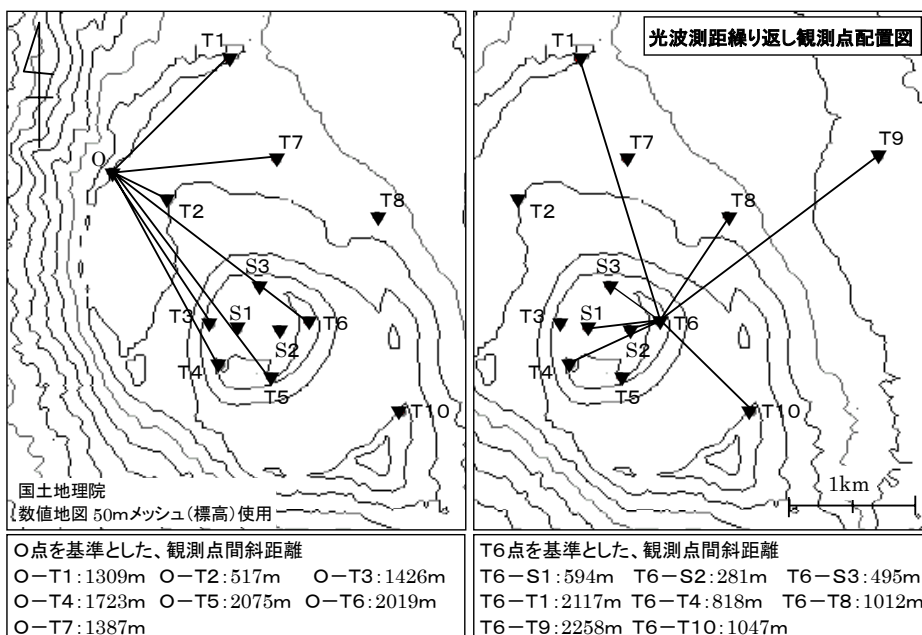 光波測距繰り返し観測点配置図
T1
T7
O
T2
T8
S3
T3
S1
T6
S2
T4
T5
T10
国土地理院
数値地図 50mメッシュ(標高)使用
T1
T7
T9
T2
T8
S3
T3
S1
T6
S2
T4
T5
T10
1km
O点を基準とした、観測点間斜距離
O-T1:1309m O-T2:517m O-T3:1426m
O-T4:1723m O-T5:2075m O-T6:2019m
O-T7:1387m
T6点を基準とした、観測点間斜距離
T6-S1:594m T6-S2:281m T6-S3:495m
T6-T1:2117m T6-T4:818m T6-T8:1012m
T6-T9:2258m T6-T10:1047m